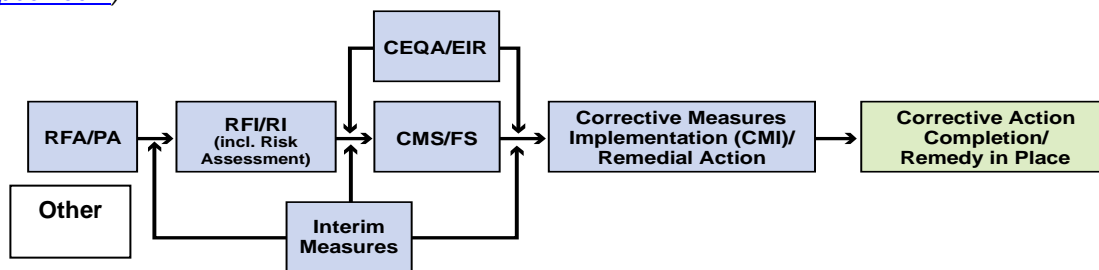 CEQA/EIR
RFA/PA
RFI/RI
(incl. Risk
Assessment)
CMS/FS
Corrective Measures
Implementation (CMI)/
Remedial Action
Corrective Action
Completion/
Remedy in Place
Other
Interim
Measures